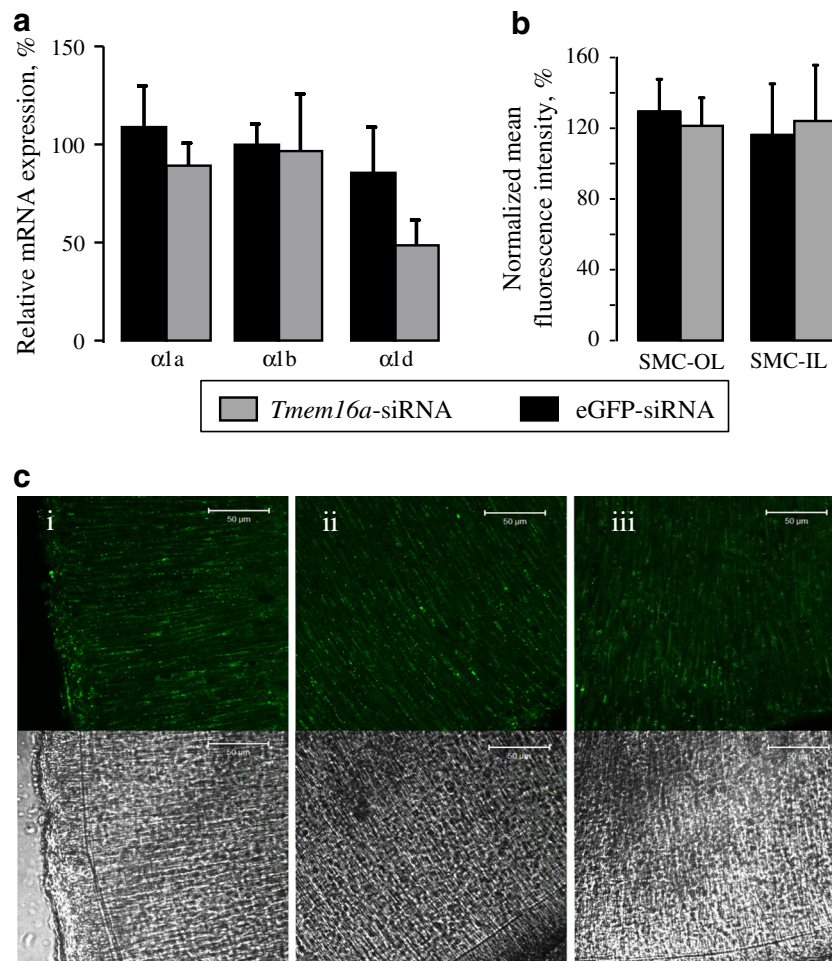 a
Relative mRNA expression, %
150
100
50
0
α1a
α1b
α1d
b
Normalized mean
fluorescence intensity, %
160
120
80
40
0
SMC-OL
SMC-IL
Tmem16a-siRNA
eGFP-siRNA
c
i
50 µm
ii
50 µm
iii
50 µm
50 µm
50 µm
50 µm